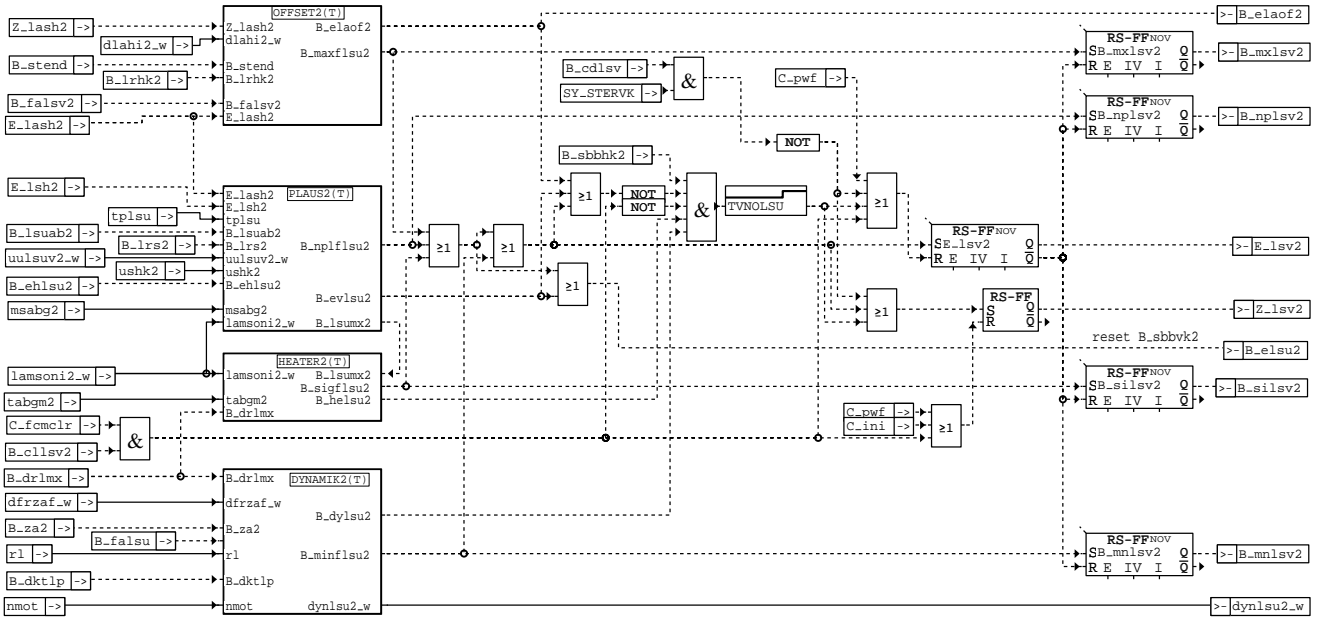 OFFSET2(T)
Z_lash2 ->
Z_lash2
B_elaof2
>- B_elaof2
dlahi2_w ->
dlahi2_w
B_maxflsu2
RS-FF NOV
S B_mxlsv2 Q
R E IV I Q
>- B_mxlsv2
B_stend ->
B_stend
B_lrhk2 ->
B_lrhk2
B_cdlsv ->
&
C_pwf ->
SY_STERVK ->
B_falsv2 ->
B_falsv2
E_lash2 ->
E_lash2
RS-FF NOV
S B_nplsv2 Q
R E IV I Q
>- B_nplsv2
NOT
B_sbbhk2 ->
E_lsh2 ->
PLAUS2(T)
E_lash2
E_lsh2
tplsu ->
tplsu
B_lsuab2 ->
B_lsuab2
B_lrs2 ->
B_lrs2
uulsuv2_w ->
uulsuv2_w
ushk2 ->
ushk2
B_ehlsu2 ->
B_ehlsu2
msabg2 ->
msabg2
lamsoni2_w
B_nplflsu2
B_evlsu2
B_lsumx2
≥1
≥1
≥1
≥1
NOT
NOT
&
TVNOLSU
≥1
RS-FF NOV
S E_lsv2 Q
R E IV I Q
>- E_lsv2
≥1
RS-FF
S Q
R Q
>- Z_lsv2
reset B_sbbvk2
>- B_elsu2
HEATER2(T)
lamsoni2_w ->
lamsoni2_w
B_lsumx2
B_sigflsu2
tabgm2 ->
tabgm2
B_helsu2
B_drlmx
RS-FF NOV
S B_silsv2 Q
R E IV I Q
>- B_silsv2
C_fcmclr ->
&
B_cllsv2 ->
C_pwf ->
C_ini ->
≥1
B_drlmx ->
DYNAMIK2(T)
B_drlmx
dfrzaf_w ->
dfrzaf_w
B_dylsu2
B_za2 ->
B_za2
B_falsu ->
rl ->
rl
B_minflsu2
RS-FF NOV
S B_mnlsv2 Q
R E IV I Q
>- B_mnlsv2
B_dktlp ->
B_dktlp
nmot ->
nmot
dynlsu2_w
>- dynlsu2_w